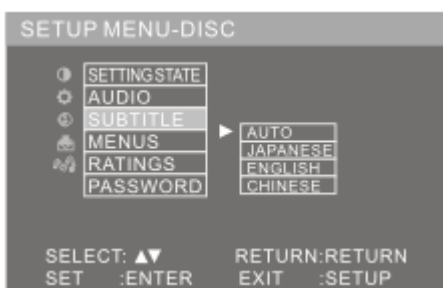 SETUP MENU-DISC
SETTING STATE
AUDIO
SUBTITLE
MENUS
RATINGS
PASSWORD
AUTO
JAPANESE
ENGLISH
CHINESE
SELECT: ▲▼ RETURN:RETURN
SET :ENTER EXIT :SETUP